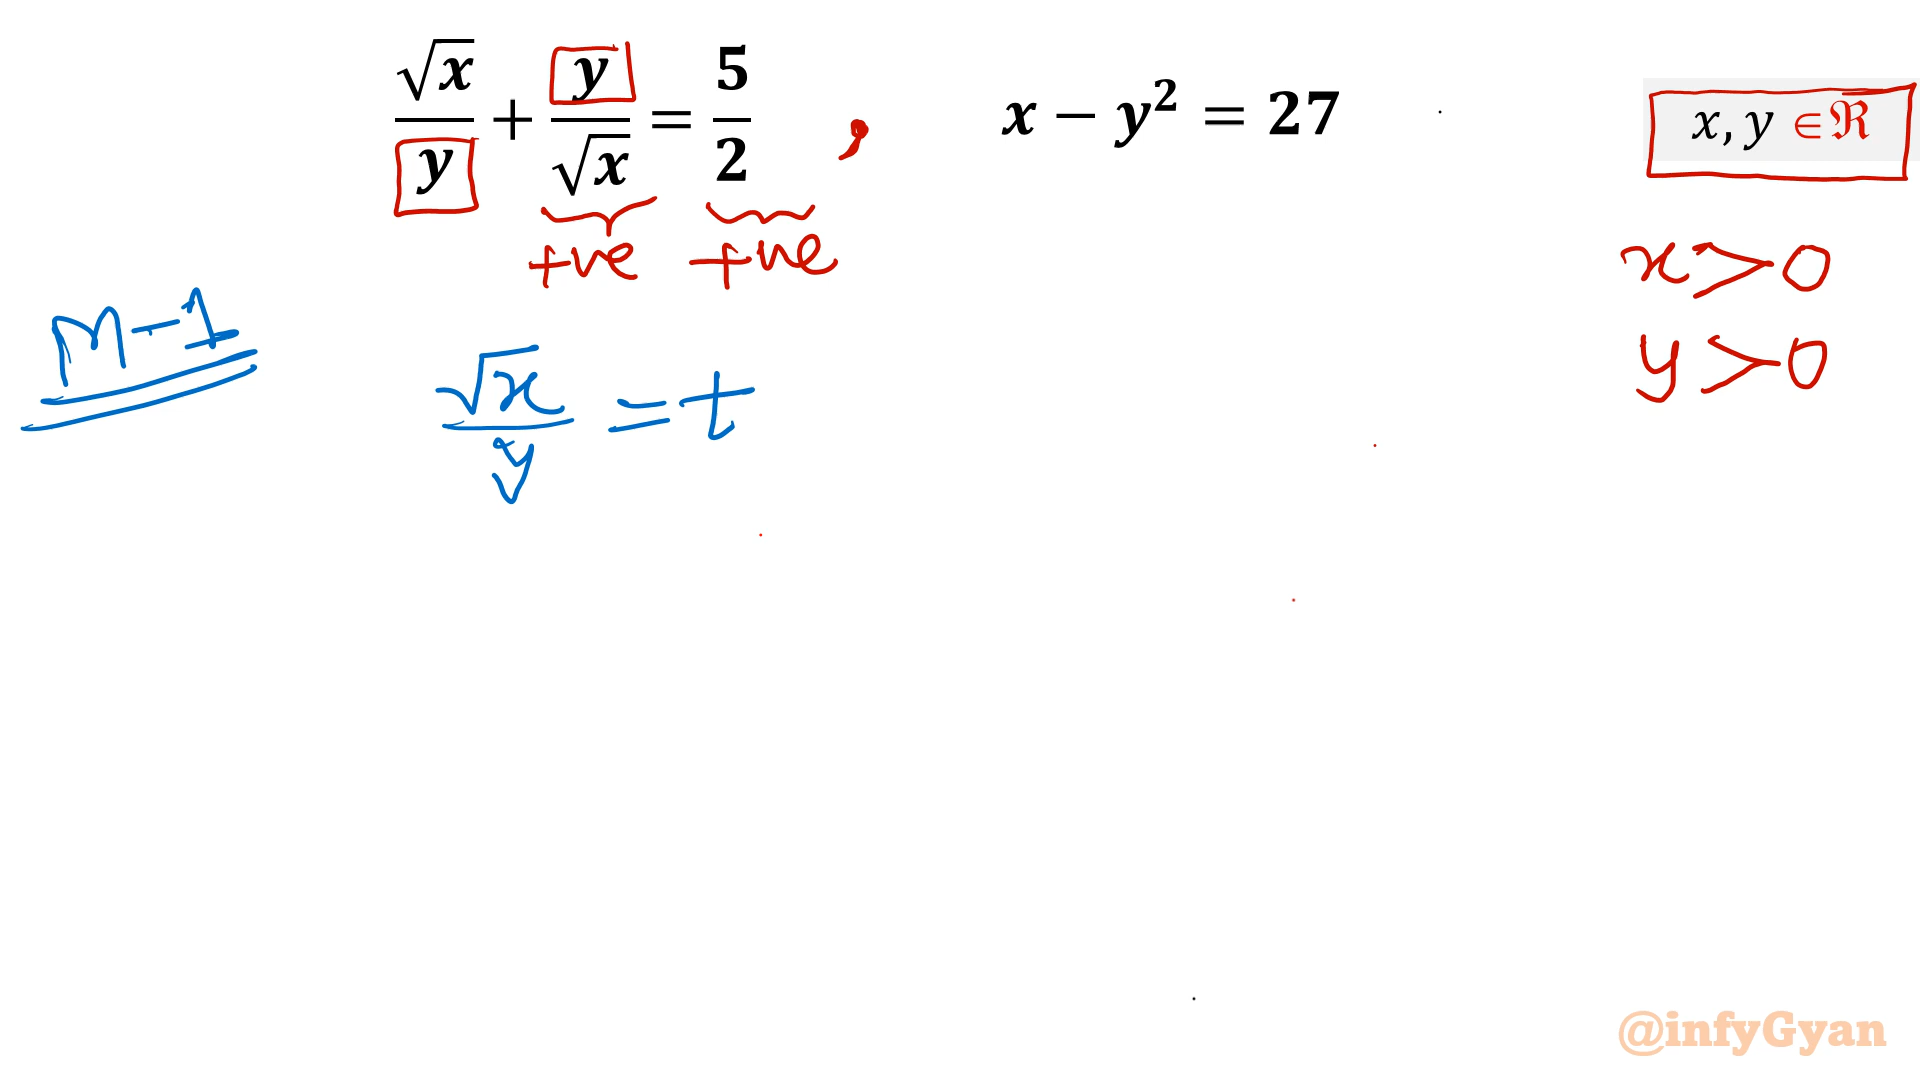 √x/y + y/√x = 5/2 , x − y² = 27
x, y ∈ ℜ
+ve +ve
x > 0
y > 0
M-1
√x/y = t
@infyGyan